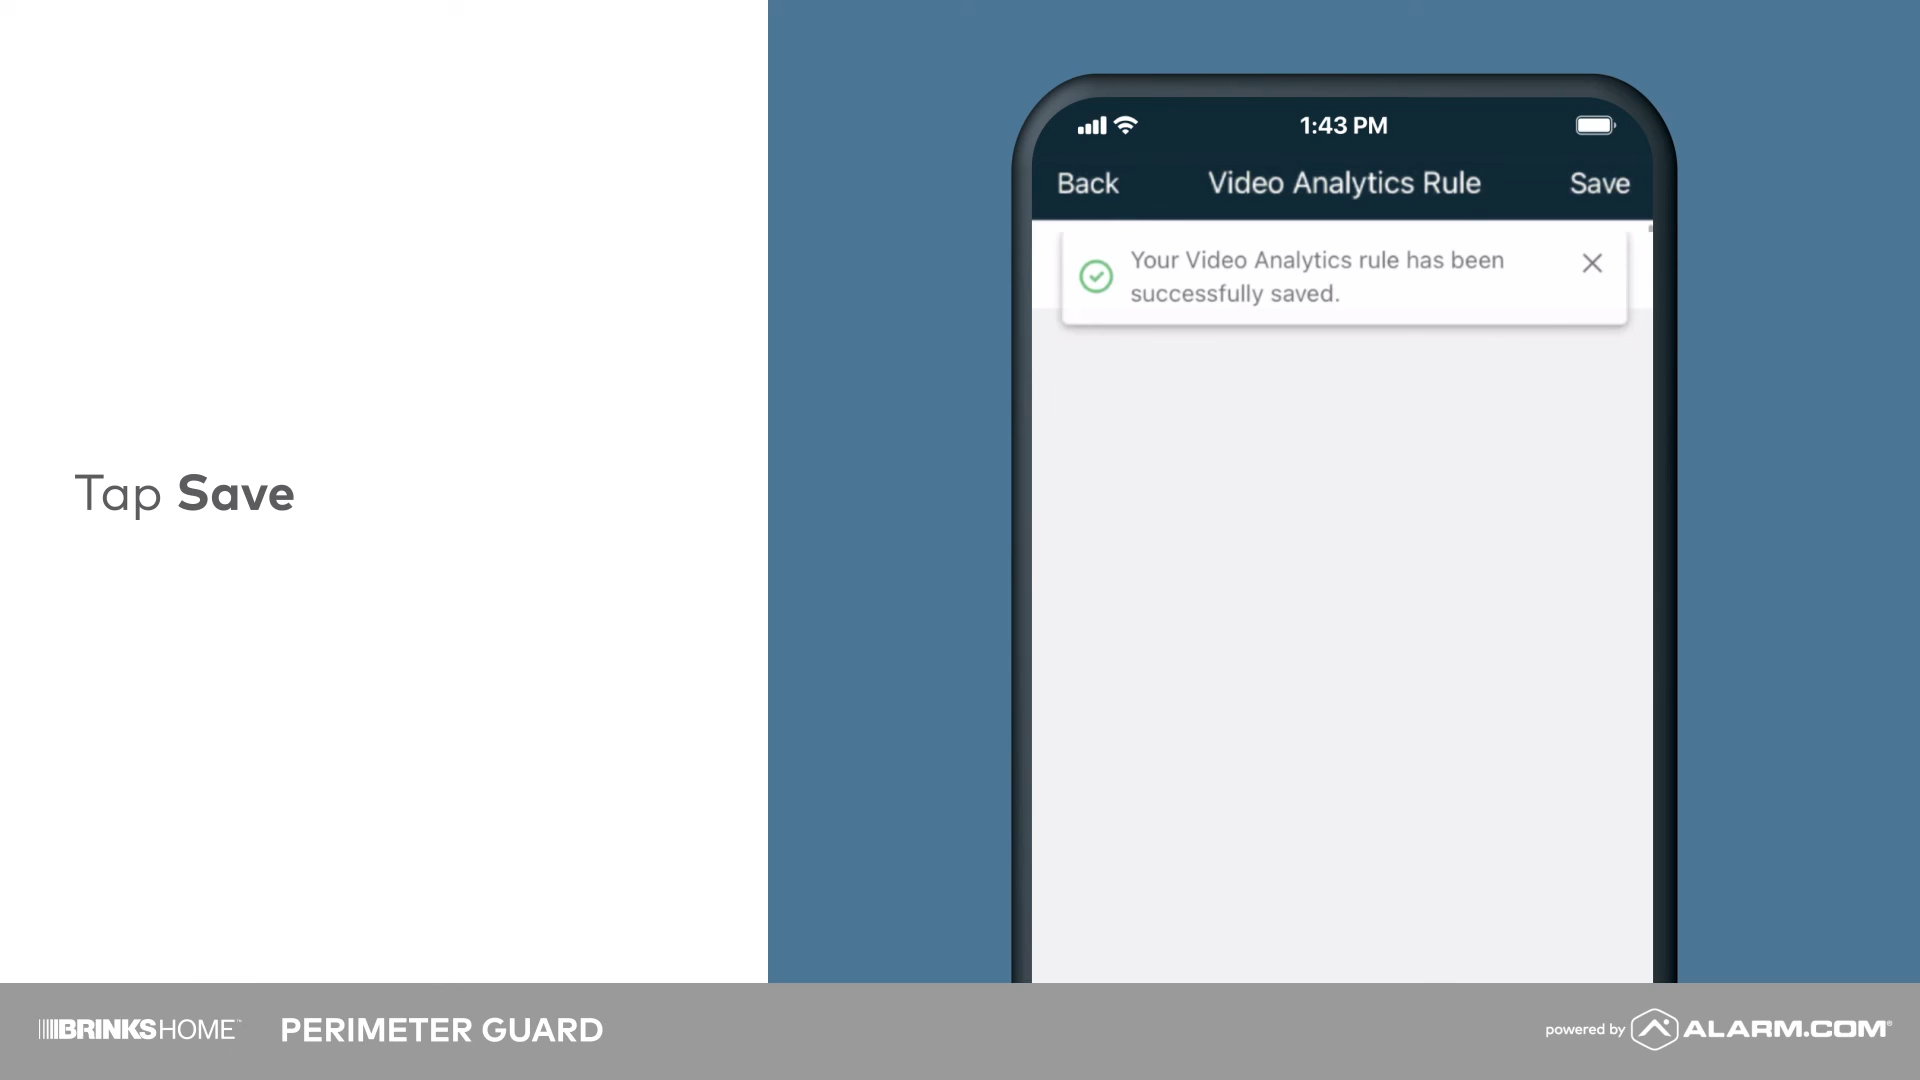 Tap Save
1:43 PM
Back
Video Analytics Rule
Save
Your Video Analytics rule has been
successfully saved.
BRINKSHOME™
PERIMETER GUARD
powered by
ALARM.COM®